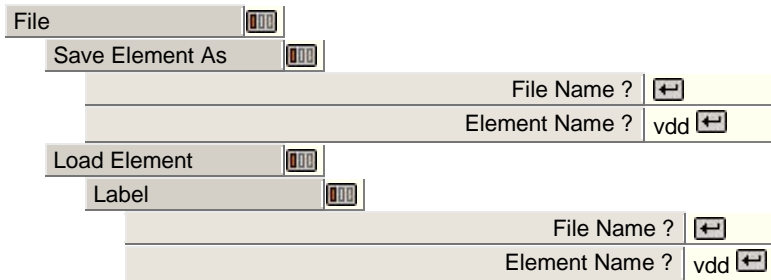 File
Save Element As
File Name ?
Element Name ? vdd
Load Element
Label
File Name ?
Element Name ? vdd